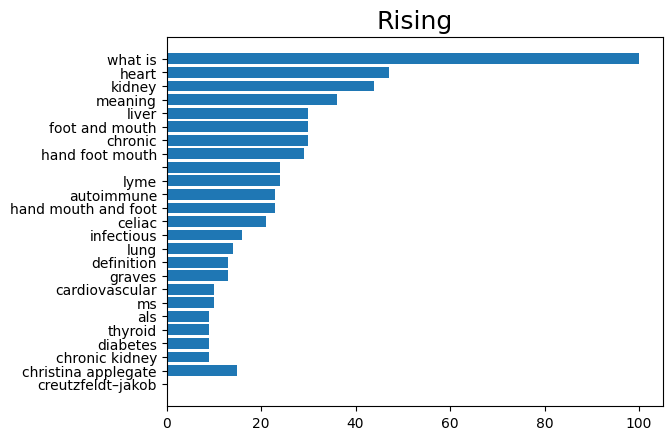 Rising
what is
heart
kidney
meaning
liver
foot and mouth
chronic
hand foot mouth
lyme
autoimmune
hand mouth and foot
celiac
infectious
lung
definition
graves
cardiovascular
ms
als
thyroid
diabetes
chronic kidney
christina applegate
creutzfeldt–jakob
0 20 40 60 80 100